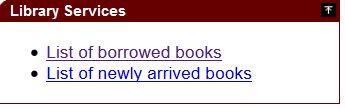 Library Services
List of borrowed books
List of newly arrived books